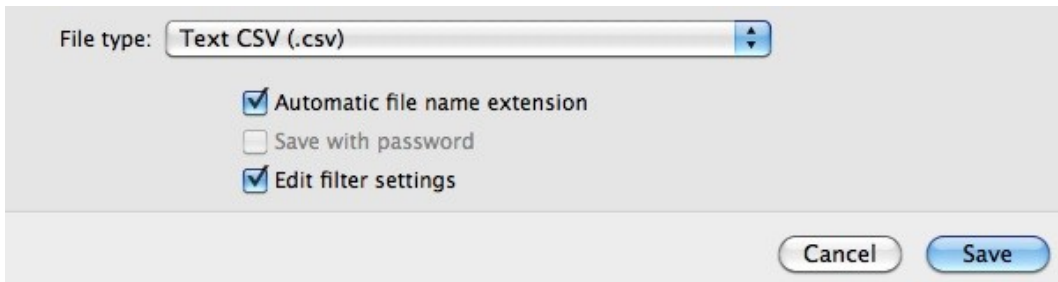 File type: Text CSV (.csv)
Automatic file name extension
Save with password
Edit filter settings
Cancel Save